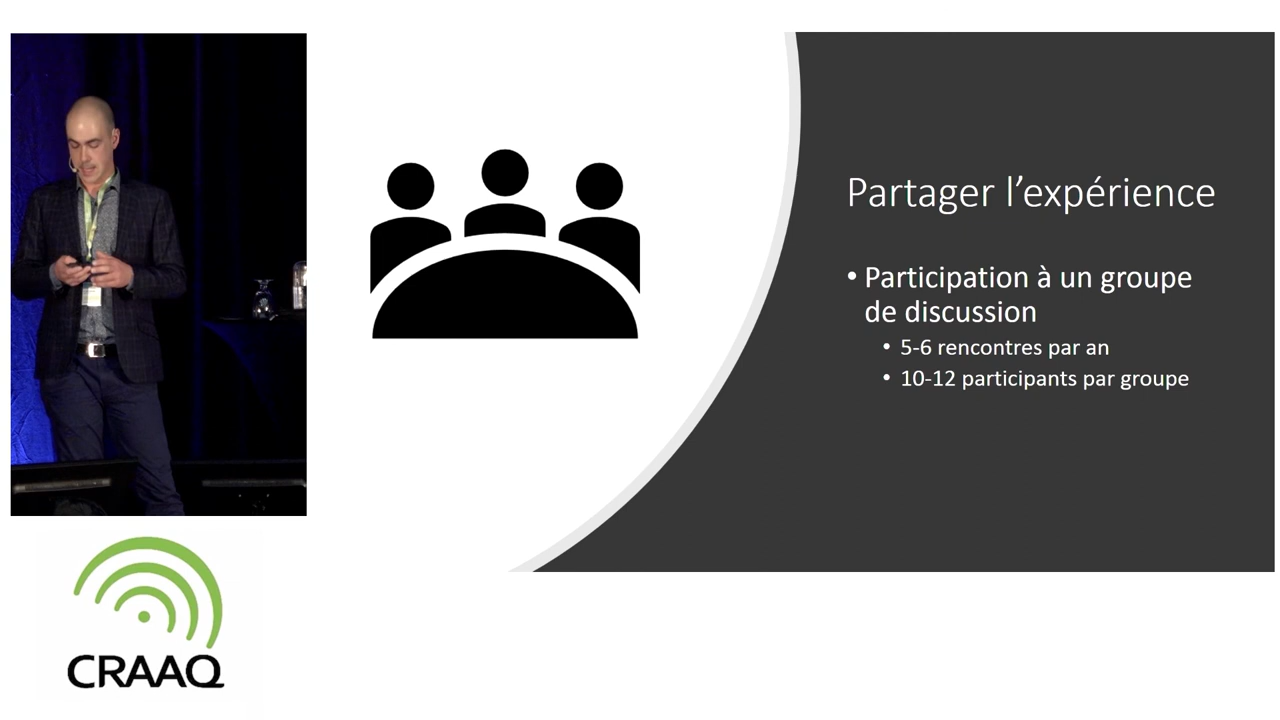 Partager l’expérience
• Participation à un groupe
de discussion
• 5-6 rencontres par an
• 10-12 participants par groupe
CRAAQ